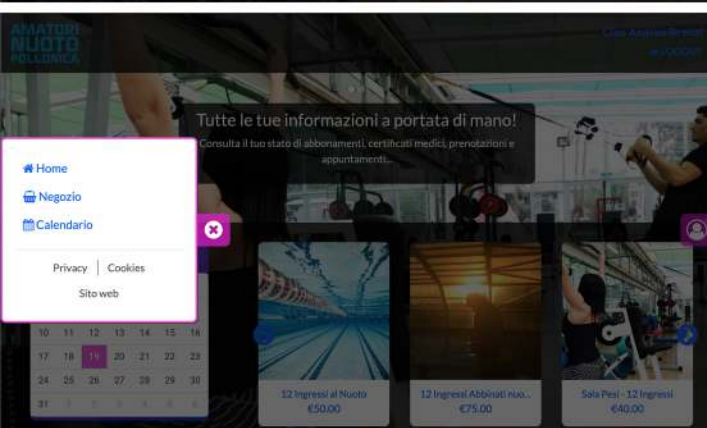 AMATORI
NUOTO
FOLLONICA
LOGOUT
Tutte le tue informazioni a portata di mano!
Consulta il tuo stato di abbonamenti, certificati medici, prenotazioni e
appuntamenti...
Home
Negozio
Calendario
Privacy | Cookies
Sito web
10 11 12 13 14 15 16
17 18 19 20 21 22 23
24 25 26 27 28 29 30
31
12 Ingressi al Nuoto
€50.00
12 Ingressi Abbinati nuo...
€75.00
Sala Pesi - 12 Ingressi
€40.00